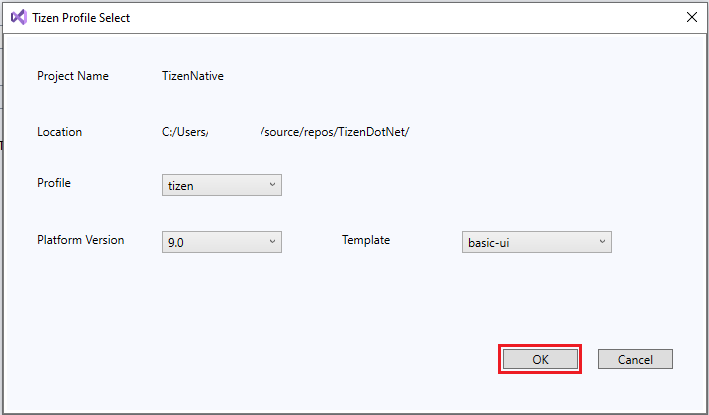 Tizen Profile Select
Project Name TizenNative
Location C:/Users/ /source/repos/TizenDotNet/
Profile tizen
Platform Version 9.0 Template basic-ui
OK Cancel